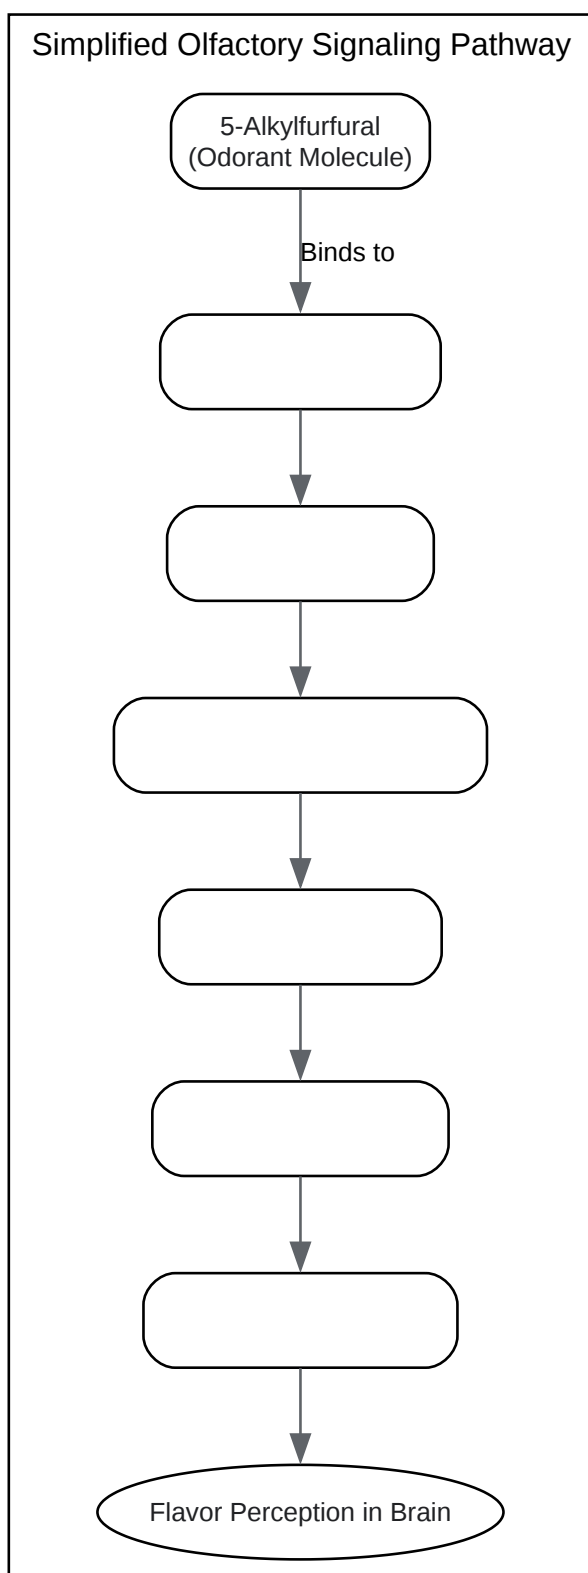 Simplified Olfactory Signaling Pathway
5-Alkylfurfural
(Odorant Molecule)
Binds to
Flavor Perception in Brain